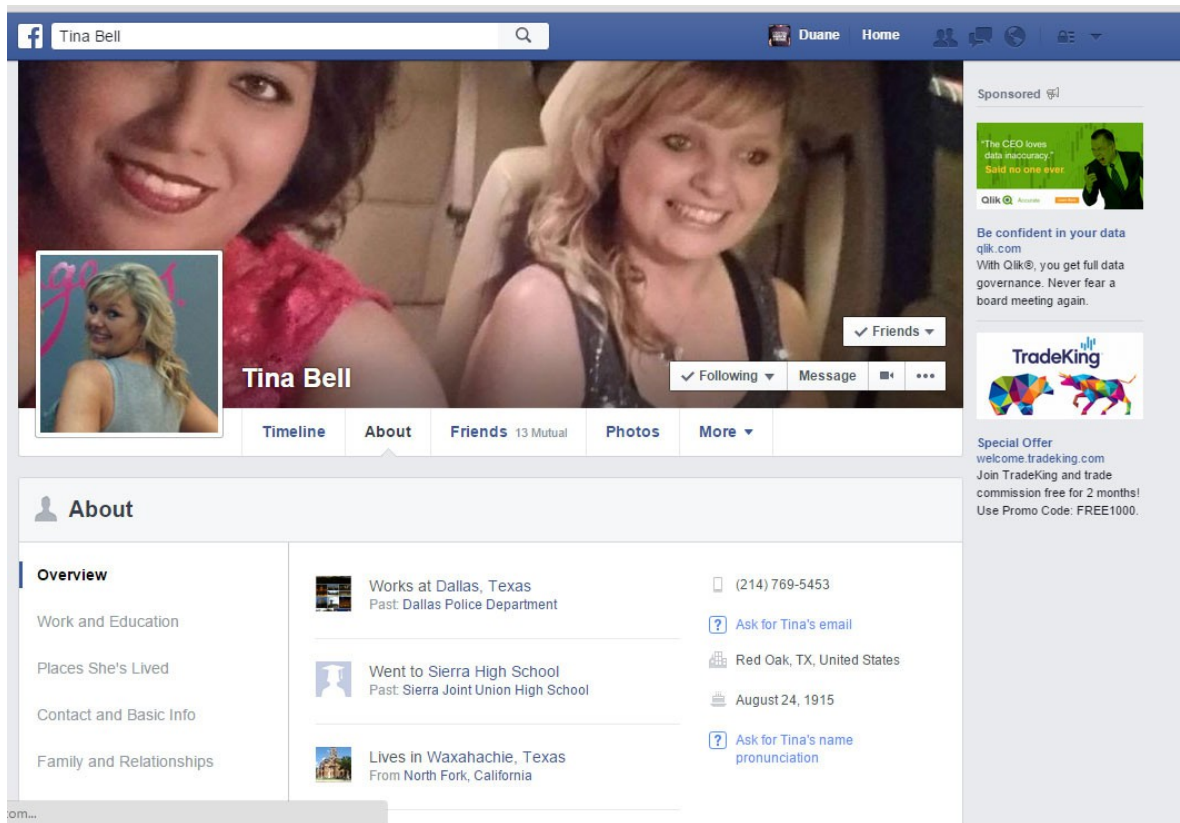 Tina Bell
Duane Home
Tina Bell
Friends
Following Message
Timeline About Friends 13 Mutual Photos More
About
Overview
Work and Education
Places She's Lived
Contact and Basic Info
Family and Relationships
Works at Dallas, Texas
Past: Dallas Police Department
Went to Sierra High School
Past: Sierra Joint Union High School
Lives in Waxahachie, Texas
From North Fork, California
(214) 769-5453
Ask for Tina's email
Red Oak, TX, United States
August 24, 1915
Ask for Tina's name
pronunciation
Sponsored
"The CEO loves
data inaccuracy."
Said no one ever.
Qlik
Be confident in your data
qlik.com
With Qlik®, you get full data
governance. Never fear a
board meeting again.
TradeKing
Special Offer
welcome.tradeking.com
Join TradeKing and trade
commission free for 2 months!
Use Promo Code: FREE1000.
com...